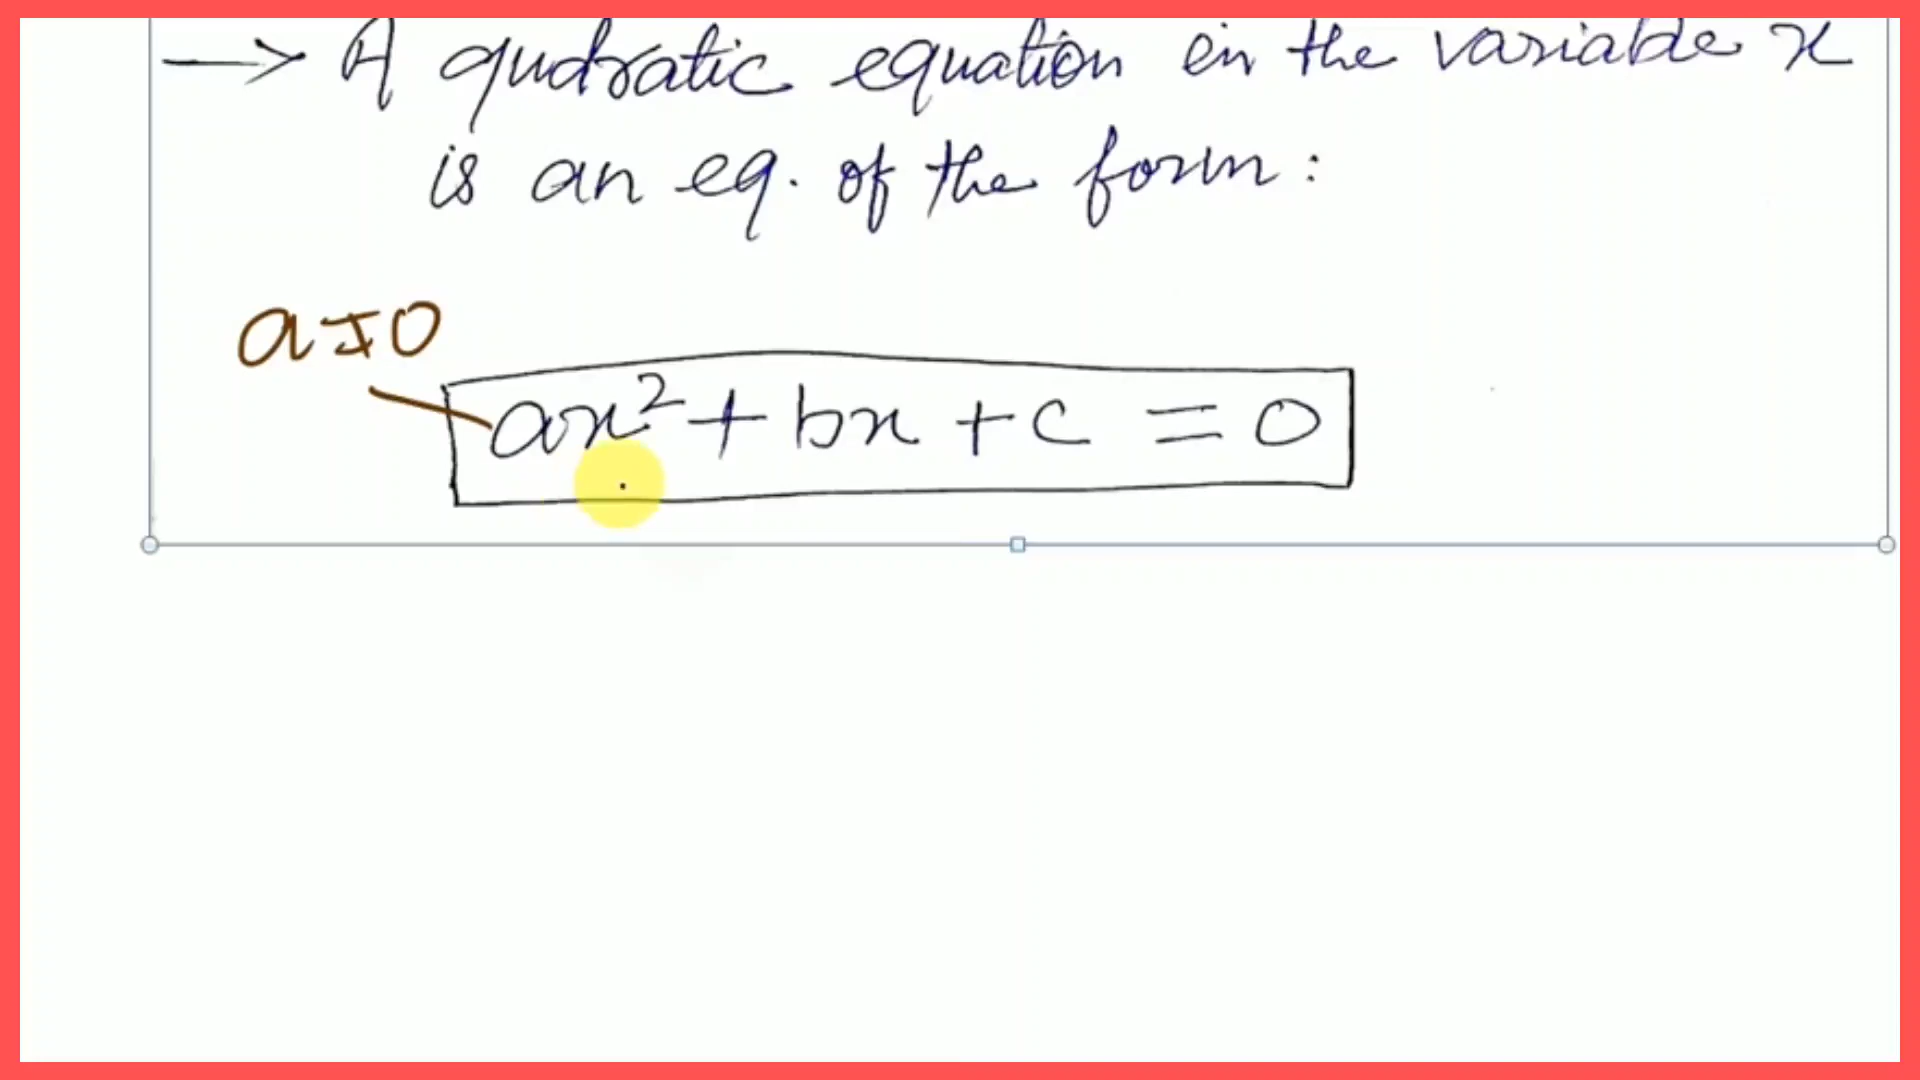 → A qudratic equation in the variable x
is an eq. of the form:
a≠0
ax² + bx + c = 0